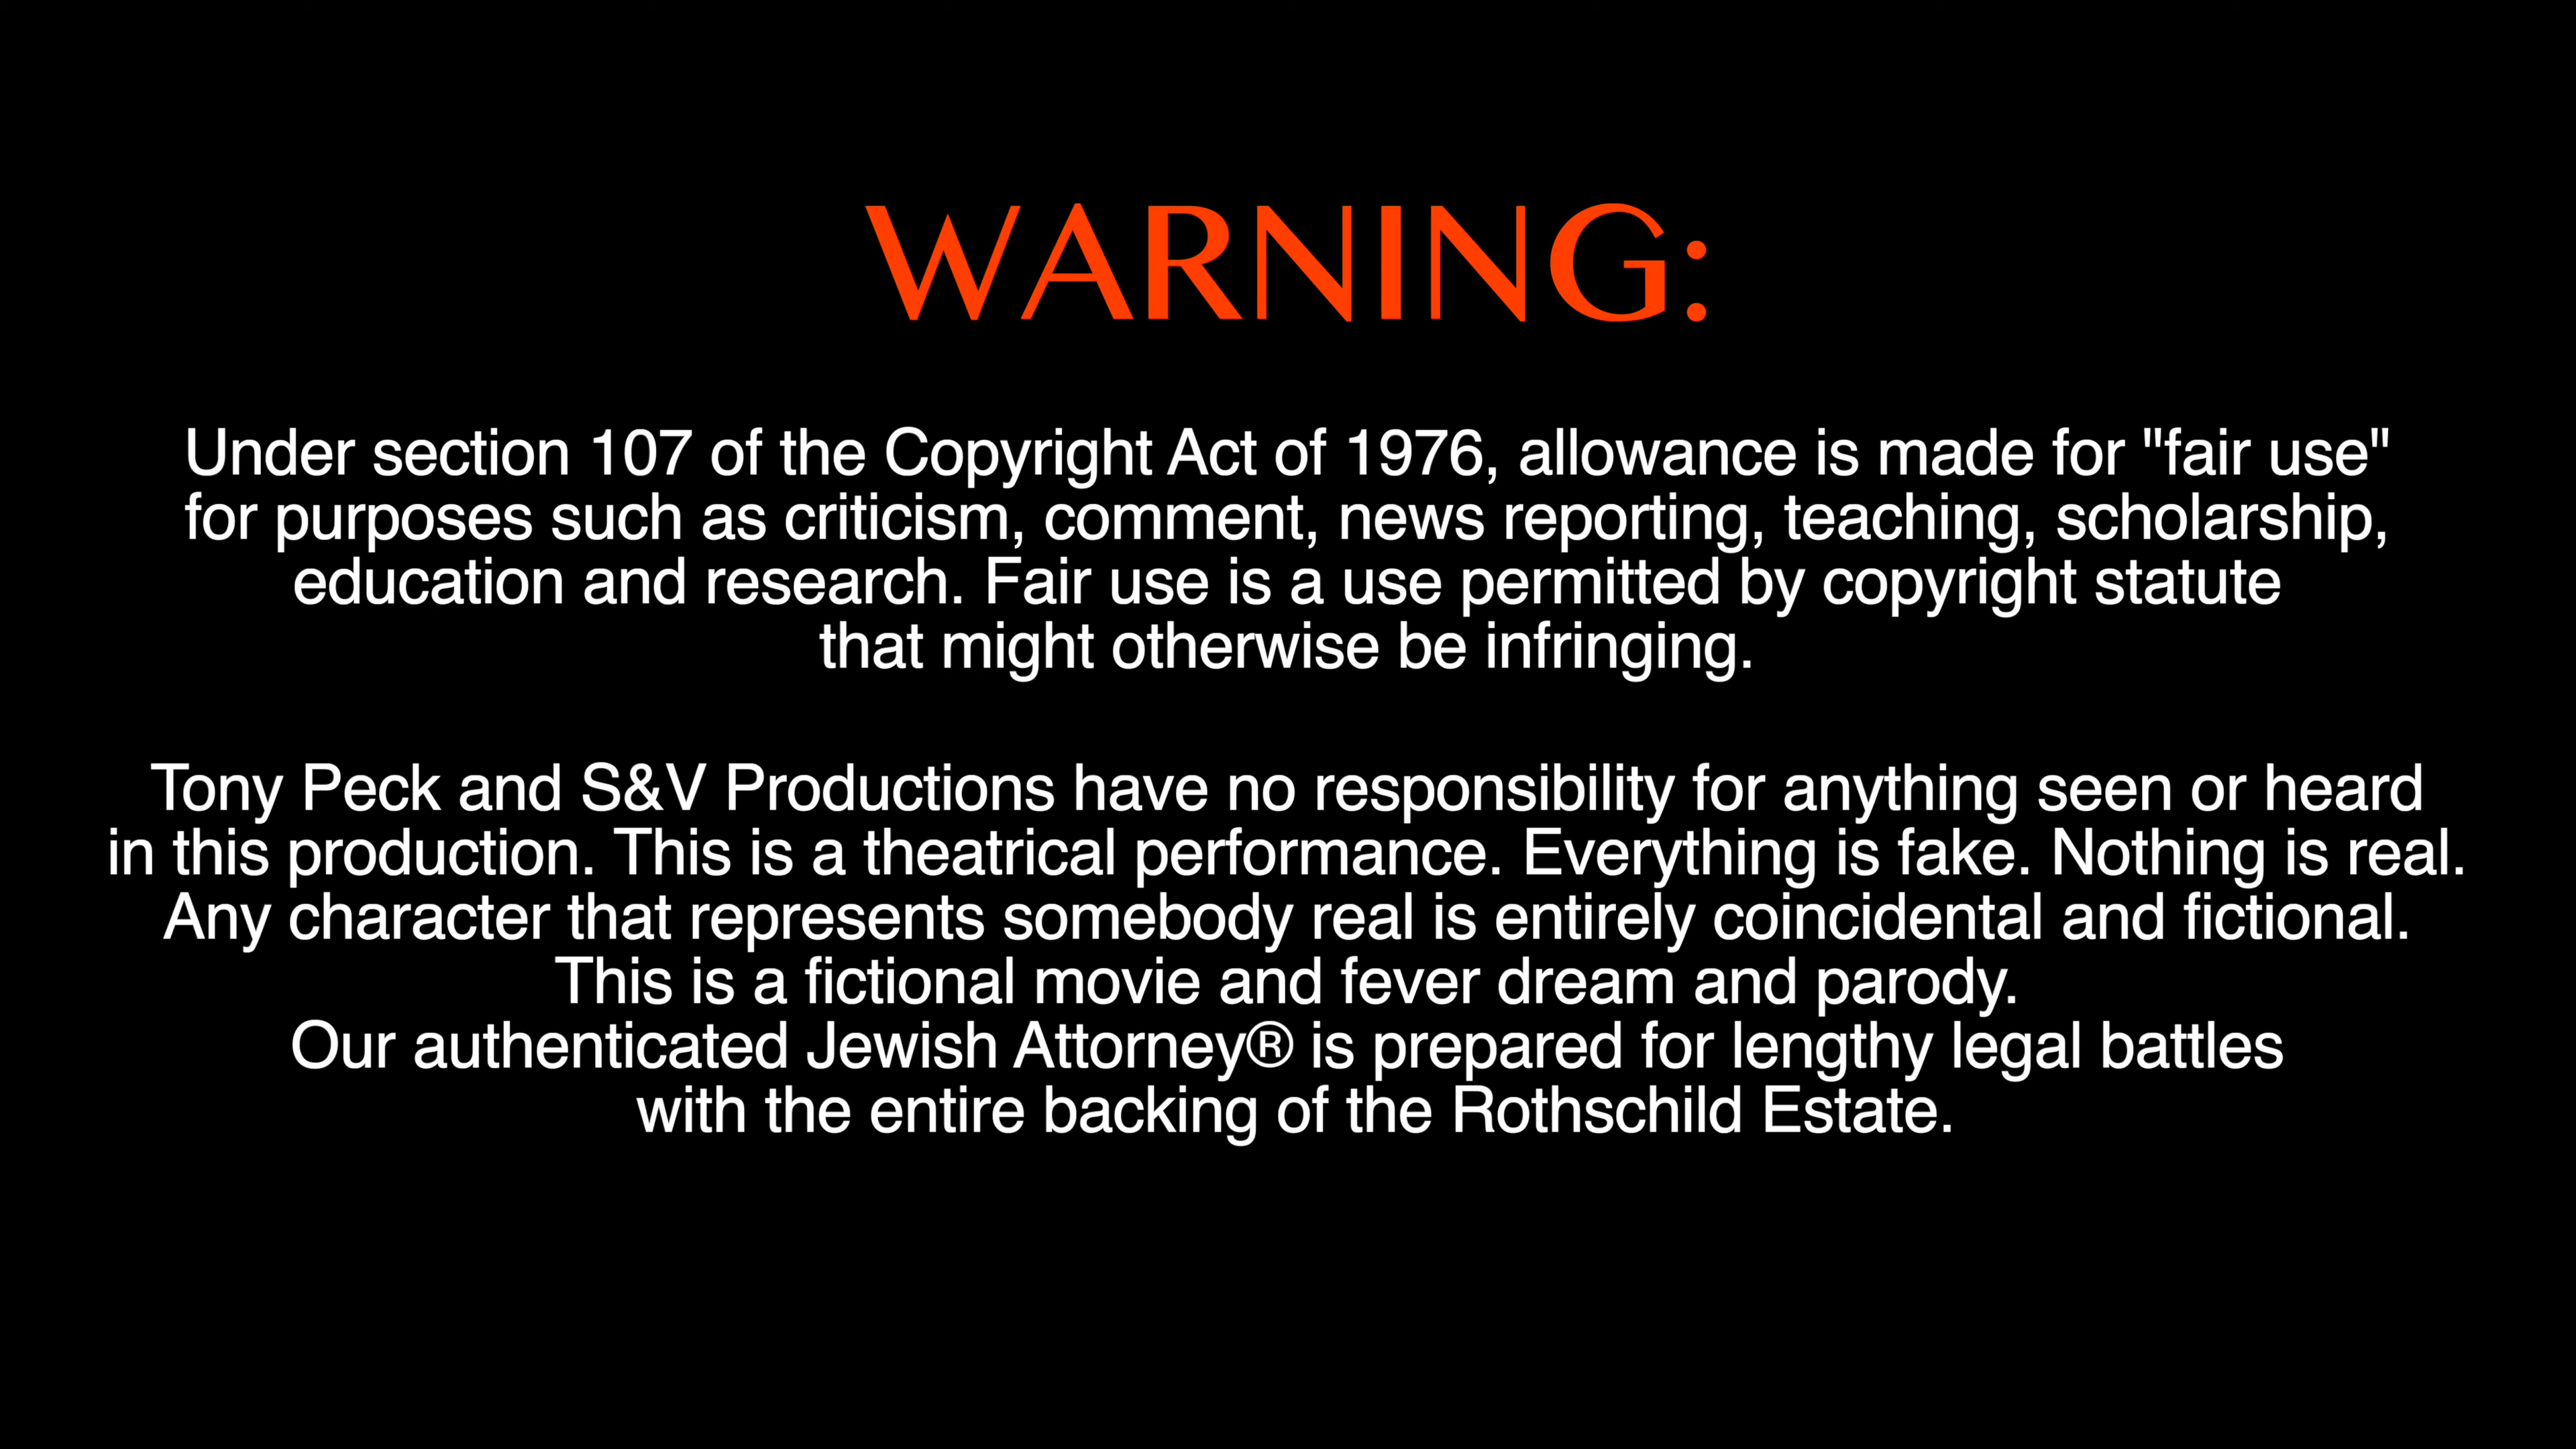 WARNING:
Under section 107 of the Copyright Act of 1976, allowance is made for "fair use"
for purposes such as criticism, comment, news reporting, teaching, scholarship,
education and research. Fair use is a use permitted by copyright statute
that might otherwise be infringing.
Tony Peck and S&V Productions have no responsibility for anything seen or heard
in this production. This is a theatrical performance. Everything is fake. Nothing is real.
Any character that represents somebody real is entirely coincidental and fictional.
This is a fictional movie and fever dream and parody.
Our authenticated Jewish Attorney® is prepared for lengthy legal battles
with the entire backing of the Rothschild Estate.